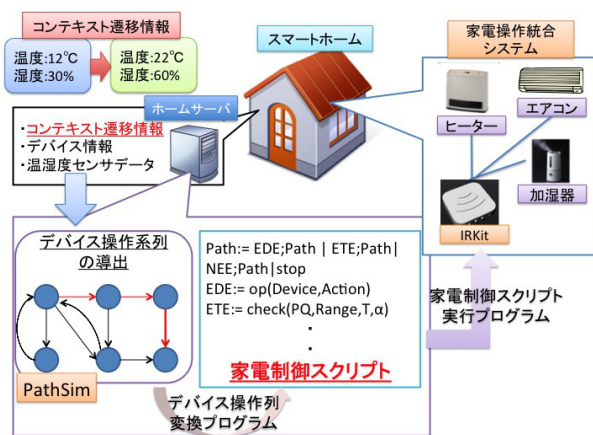 コンテキスト遷移情報
温度:12℃
湿度:30%
温度:22℃
湿度:60%
スマートホーム
家電操作統合
システム
ホームサーバ
・コンテキスト遷移情報
・デバイス情報
・温湿度センサデータ
ヒーター
エアコン
加湿器
IRKit
デバイス操作系列
の導出
PathSim
Path:= EDE;Path | ETE;Path|
NEE;Path|stop
EDE:= op(Device,Action)
ETE:= check(PQ,Range,T,α)
・
・
家電制御スクリプト
デバイス操作列
変換プログラム
家電制御スクリプト
実行プログラム